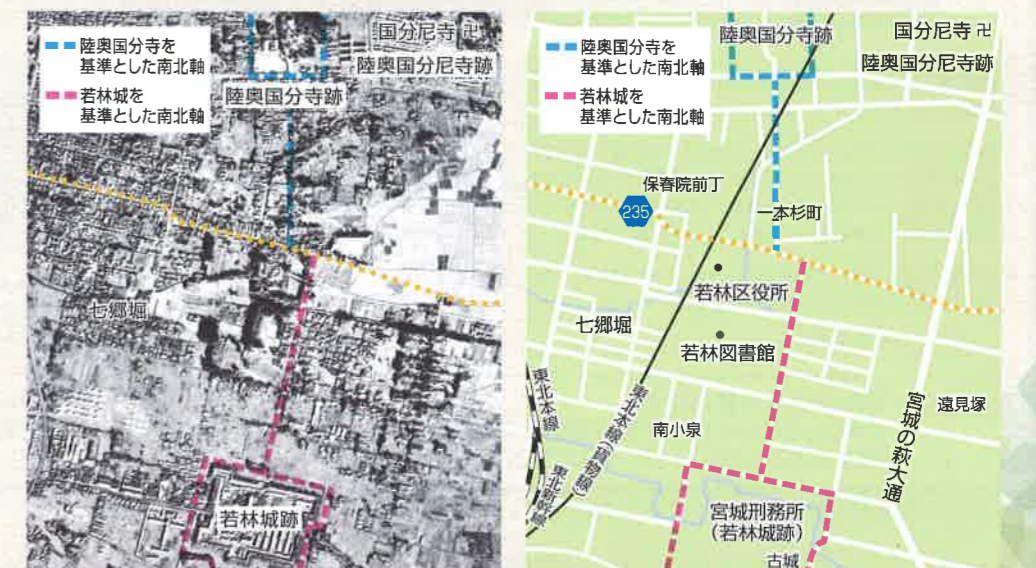 陸奥国分寺を
基準とした南北軸
若林城を
基準とした南北軸
国分尼寺卍
陸奥国分尼寺跡
陸奥国分寺跡
七郷堀
若林城跡
陸奥国分寺を
基準とした南北軸
若林城を
基準とした南北軸
陸奥国分寺跡
国分尼寺卍
陸奥国分尼寺跡
保春院前丁
235
一本杉町
若林区役所
七郷堀
若林図書館
東北本線
東北本線(貨物線)
東北新幹線
南小泉
宮城の萩大通
遠見塚
宮城刑務所
(若林城跡)
古城